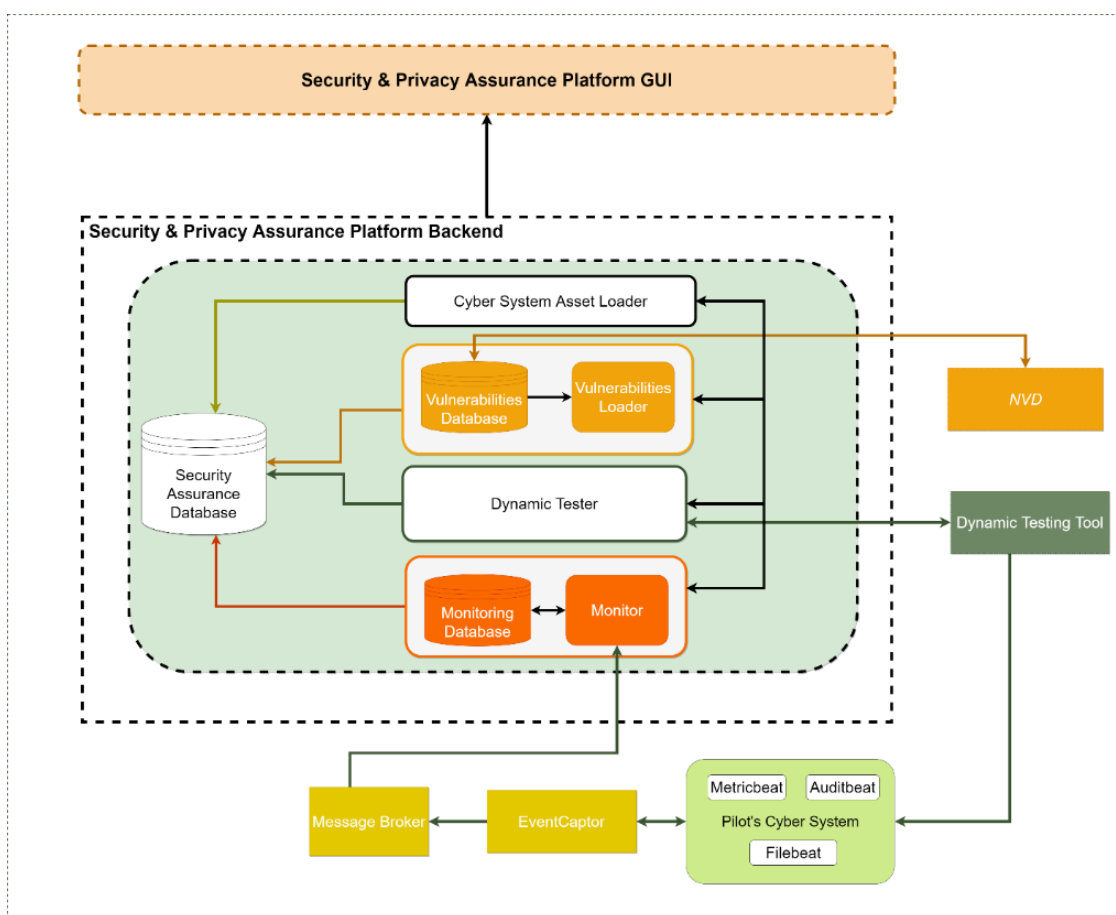 Security & Privacy Assurance Platform GUI
Security & Privacy Assurance Platform Backend
Cyber System Asset Loader
Vulnerabilities
Database
Vulnerabilities
Loader
NVD
Security
Assurance
Database
Dynamic Tester
Dynamic Testing Tool
Monitoring
Database
Monitor
Message Broker
EventCaptor
Metricbeat
Auditbeat
Pilot's Cyber System
Filebeat